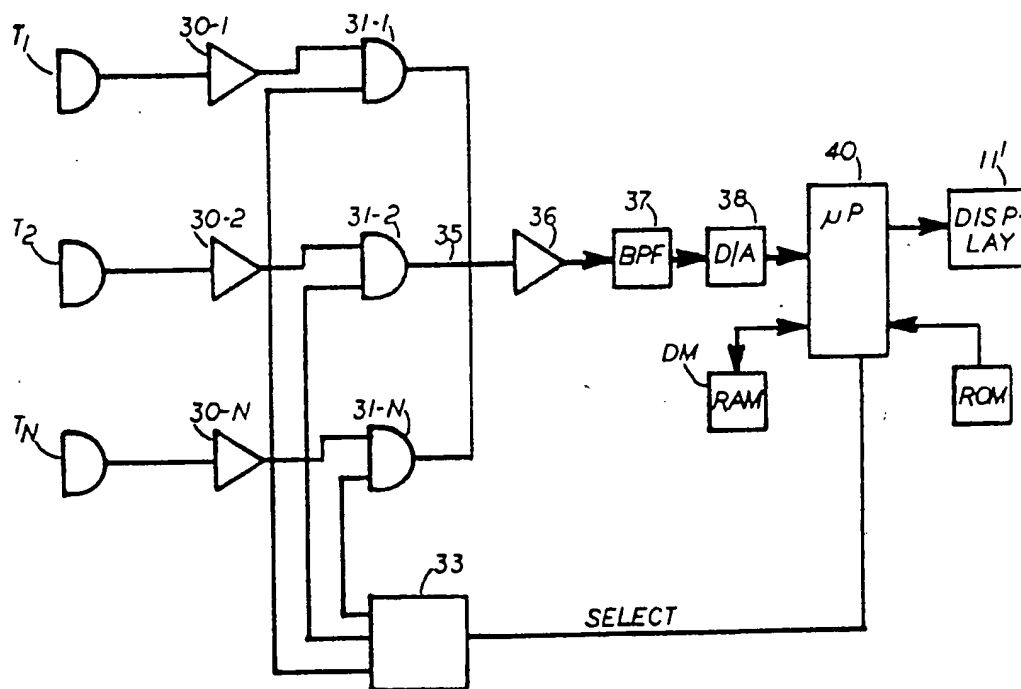 T1
30-1
31-1
T2
30-2
31-2
35
36
37
BPF
38
D/A
40
μP
11'
DISP-
LAY
DM
RAM
ROM
TN
30-N
31-N
33
SELECT